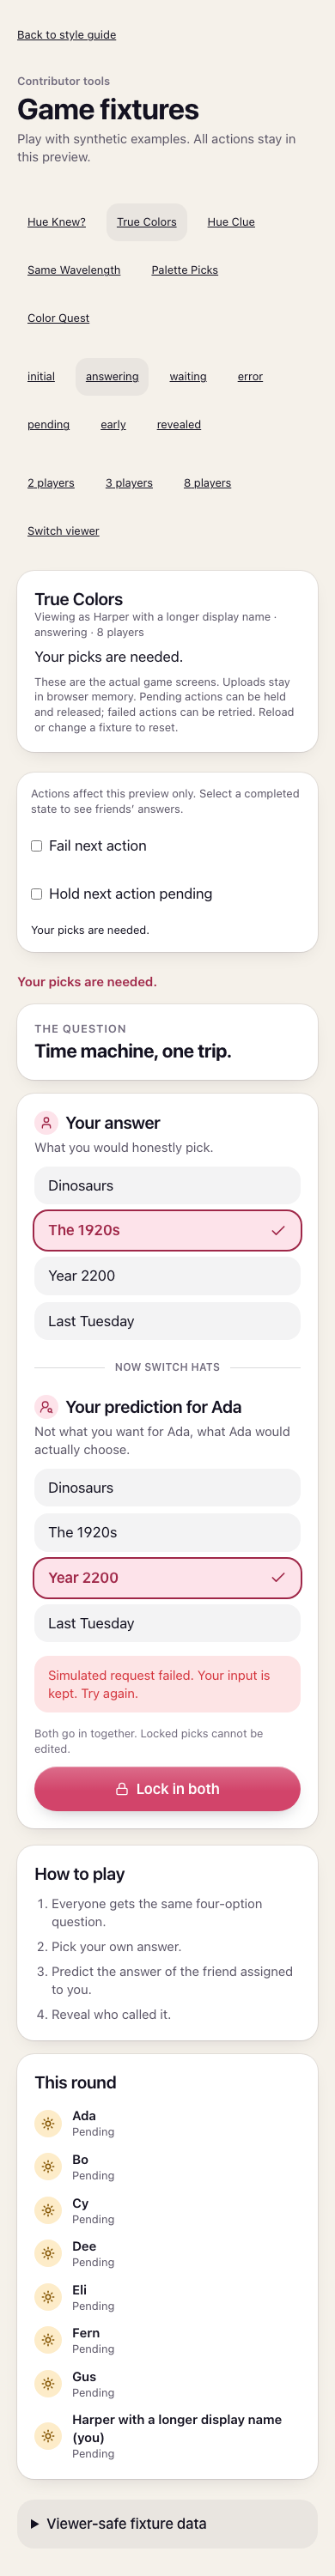 Back to style guide
Contributor tools
Game fixtures
Play with synthetic examples. All actions stay in
this preview.
Hue Knew? True Colors Hue Clue
Same Wavelength Palette Picks
Color Quest
initial answering waiting error
pending early revealed
2 players 3 players 8 players
Switch viewer
True Colors
Viewing as Harper with a longer display name ·
answering · 8 players
Your picks are needed.
These are the actual game screens. Uploads stay
in browser memory. Pending actions can be held
and released; failed actions can be retried. Reload
or change a fixture to reset.
Actions affect this preview only. Select a completed
state to see friends’ answers.
Fail next action
Hold next action pending
Your picks are needed.
Your picks are needed.
THE QUESTION
Time machine, one trip.
Your answer
What you would honestly pick.
Dinosaurs
The 1920s
Year 2200
Last Tuesday
NOW SWITCH HATS
Your prediction for Ada
Not what you want for Ada, what Ada would
actually choose.
Dinosaurs
The 1920s
Year 2200
Last Tuesday
Simulated request failed. Your input is
kept. Try again.
Both go in together. Locked picks cannot be
edited.
Lock in both
How to play
1. Everyone gets the same four-option
question.
2. Pick your own answer.
3. Predict the answer of the friend assigned
to you.
4. Reveal who called it.
This round
Ada
Pending
Bo
Pending
Cy
Pending
Dee
Pending
Eli
Pending
Fern
Pending
Gus
Pending
Harper with a longer display name
(you)
Pending
Viewer-safe fixture data